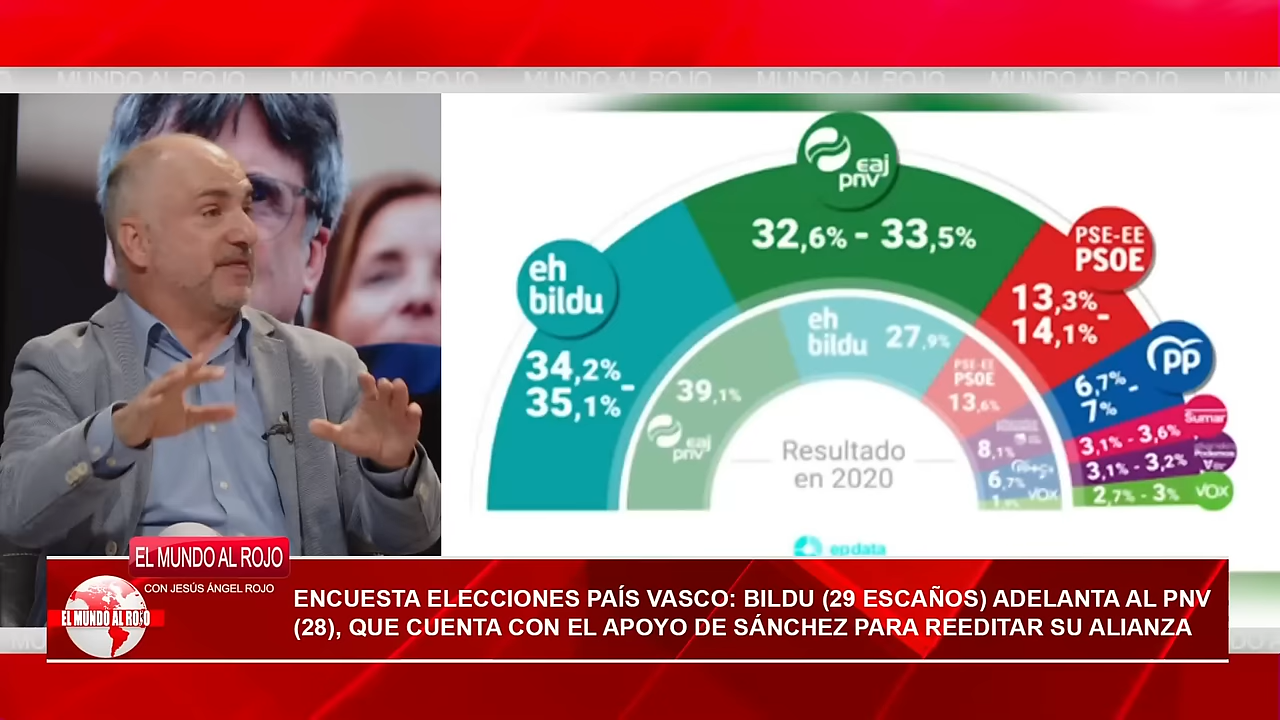 MUNDO AL ROJO MUNDO AL ROJO MUNDO AL ROJO MUNDO AL ROJO MUNDO AL ROJO
eaj
pnv
32,6% - 33,5%
PSE-EE
PSOE
eh
bildu
13,3%-
14,1%
eh
bildu
27,9%
PP
34,2%-
35,1%
39,1%
PSE-EE
PSOE
13,6%
6,7%-
7%
eaj
pnv
Resultado
en 2020
8,1%
Sumar
3,1% - 3,6%
Podemos
3,1% - 3,2%
6,7%
VOX
2,7% - 3%
VOX
epdata
EL MUNDO AL ROJO
CON JESÚS ÁNGEL ROJO
EL MUNDO AL ROJO
ENCUESTA ELECCIONES PAÍS VASCO: BILDU (29 ESCAÑOS) ADELANTA AL PNV
(28), QUE CUENTA CON EL APOYO DE SÁNCHEZ PARA REEDITAR SU ALIANZA